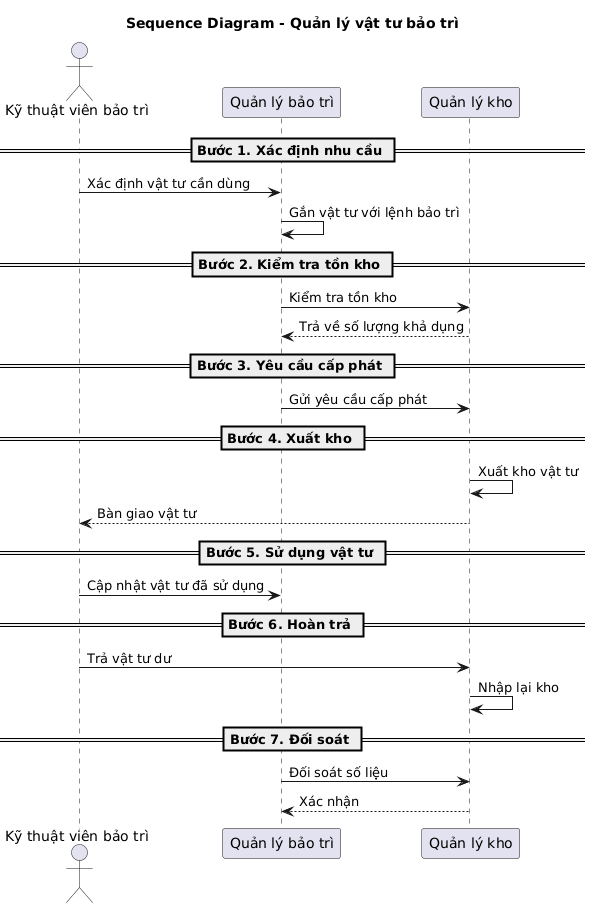 Sequence Diagram - Quản lý vật tư bảo trì
Kỹ thuật viên bảo trì
Quản lý bảo trì
Quản lý kho
Bước 1. Xác định nhu cầu
Xác định vật tư cần dùng
Gắn vật tư với lệnh bảo trì
Bước 2. Kiểm tra tồn kho
Kiểm tra tồn kho
Trả về số lượng khả dụng
Bước 3. Yêu cầu cấp phát
Gửi yêu cầu cấp phát
Bước 4. Xuất kho
Xuất kho vật tư
Bàn giao vật tư
Bước 5. Sử dụng vật tư
Cập nhật vật tư đã sử dụng
Bước 6. Hoàn trả
Trả vật tư dư
Nhập lại kho
Bước 7. Đối soát
Đối soát số liệu
Xác nhận
Kỹ thuật viên bảo trì
Quản lý bảo trì
Quản lý kho